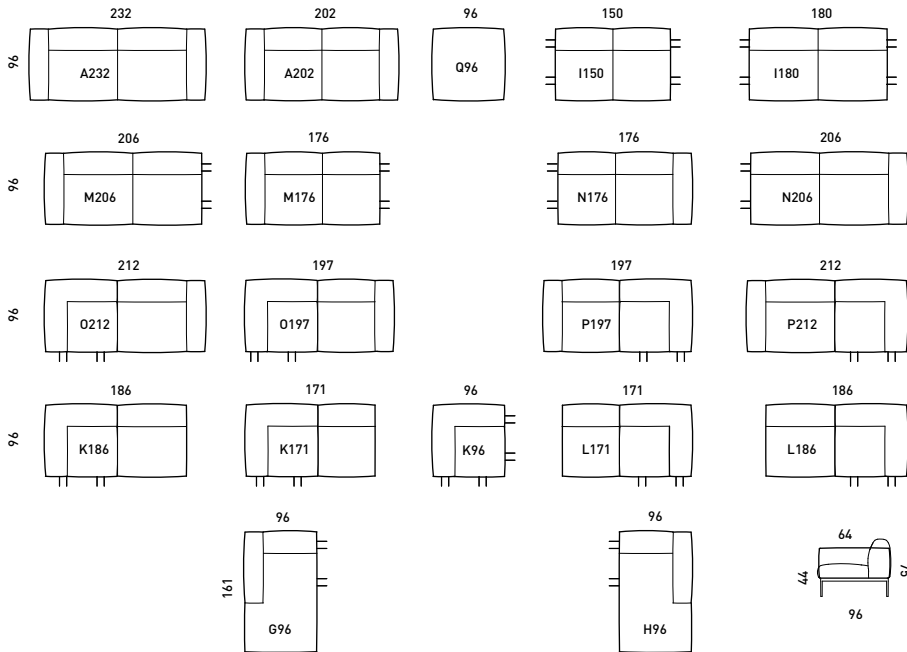 232 202 96 150 180
96 A232 A202 Q96 I150 I180
206 176 176 206
96 M206 M176 N176 N206
212 197 197 212
96 O212 O197 P197 P212
186 171 96 171 186
96 K186 K171 K96 L171 L186
96 96
161
64
44
96
G96 H96